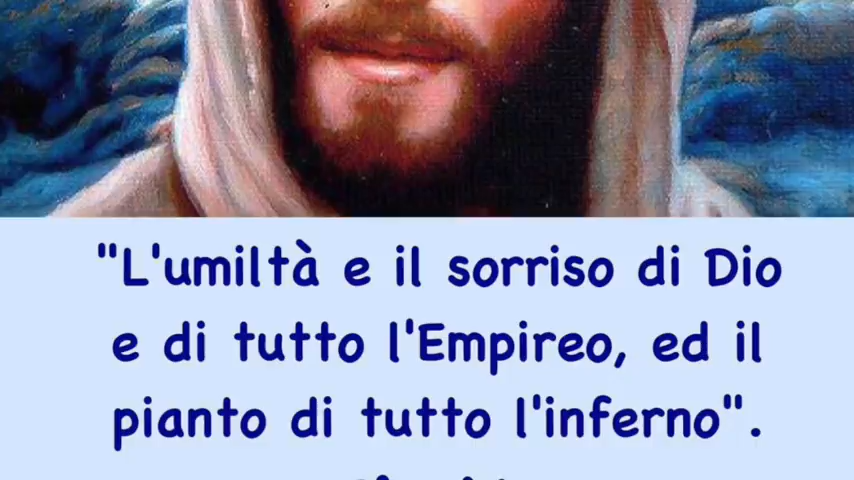 "L'umiltà e il sorriso di Dio
e di tutto l'Empireo, ed il
pianto di tutto l'inferno".